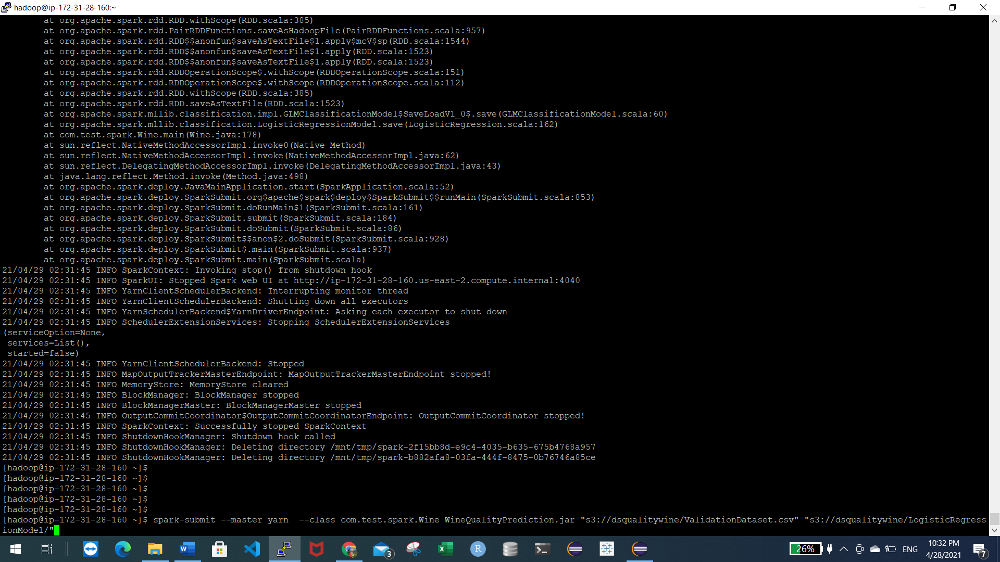 hadoop@ip-172-31-28-160:~
at org.apache.spark.rdd.RDD.withScope(RDD.scala:385)
at org.apache.spark.rdd.PairRDDFunctions.saveAsHadoopFile(PairRDDFunctions.scala:957)
at org.apache.spark.rdd.RDD$$anonfun$saveAsTextFile$1.apply$mcV$sp(RDD.scala:1544)
at org.apache.spark.rdd.RDD$$anonfun$saveAsTextFile$1.apply(RDD.scala:1523)
at org.apache.spark.rdd.RDD$$anonfun$saveAsTextFile$1.apply(RDD.scala:1523)
at org.apache.spark.rdd.RDDOperationScope$.withScope(RDDOperationScope.scala:151)
at org.apache.spark.rdd.RDDOperationScope$.withScope(RDDOperationScope.scala:112)
at org.apache.spark.rdd.RDD.withScope(RDD.scala:385)
at org.apache.spark.rdd.RDD.saveAsTextFile(RDD.scala:1523)
at org.apache.spark.mllib.classification.impl.GLMClassificationModel$SaveLoadV1_0$.save(GLMClassificationModel.scala:60)
at org.apache.spark.mllib.classification.LogisticRegressionModel.save(LogisticRegression.scala:162)
at com.test.spark.Wine.main(Wine.java:178)
at sun.reflect.NativeMethodAccessorImpl.invoke0(Native Method)
at sun.reflect.NativeMethodAccessorImpl.invoke(NativeMethodAccessorImpl.java:62)
at sun.reflect.DelegatingMethodAccessorImpl.invoke(DelegatingMethodAccessorImpl.java:43)
at java.lang.reflect.Method.invoke(Method.java:498)
at org.apache.spark.deploy.JavaMainApplication.start(SparkApplication.scala:52)
at org.apache.spark.deploy.SparkSubmit.org$apache$spark$deploy$SparkSubmit$$runMain(SparkSubmit.scala:853)
at org.apache.spark.deploy.SparkSubmit.doRunMain$1(SparkSubmit.scala:161)
at org.apache.spark.deploy.SparkSubmit.submit(SparkSubmit.scala:184)
at org.apache.spark.deploy.SparkSubmit.doSubmit(SparkSubmit.scala:86)
at org.apache.spark.deploy.SparkSubmit$$anon$2.doSubmit(SparkSubmit.scala:928)
at org.apache.spark.deploy.SparkSubmit$.main(SparkSubmit.scala:937)
at org.apache.spark.deploy.SparkSubmit.main(SparkSubmit.scala)
21/04/29 02:31:45 INFO SparkContext: Invoking stop() from shutdown hook
21/04/29 02:31:45 INFO SparkUI: Stopped Spark web UI at http://ip-172-31-28-160.us-east-2.compute.internal:4040
21/04/29 02:31:45 INFO YarnClientSchedulerBackend: Interrupting monitor thread
21/04/29 02:31:45 INFO YarnClientSchedulerBackend: Shutting down all executors
21/04/29 02:31:45 INFO YarnSchedulerBackend$YarnDriverEndpoint: Asking each executor to shut down
21/04/29 02:31:45 INFO SchedulerExtensionServices: Stopping SchedulerExtensionServices
(serviceOption=None,
services=List(),
started=false)
21/04/29 02:31:45 INFO YarnClientSchedulerBackend: Stopped
21/04/29 02:31:45 INFO MapOutputTrackerMasterEndpoint: MapOutputTrackerMasterEndpoint stopped!
21/04/29 02:31:45 INFO MemoryStore: MemoryStore cleared
21/04/29 02:31:45 INFO BlockManager: BlockManager stopped
21/04/29 02:31:45 INFO BlockManagerMaster: BlockManagerMaster stopped
21/04/29 02:31:45 INFO OutputCommitCoordinator$OutputCommitCoordinatorEndpoint: OutputCommitCoordinator stopped!
21/04/29 02:31:45 INFO SparkContext: Successfully stopped SparkContext
21/04/29 02:31:45 INFO ShutdownHookManager: Shutdown hook called
21/04/29 02:31:45 INFO ShutdownHookManager: Deleting directory /mnt/tmp/spark-2f15bb8d-e9c4-4035-b635-675b4768a957
21/04/29 02:31:45 INFO ShutdownHookManager: Deleting directory /mnt/tmp/spark-b882afa8-03fa-444f-8475-0b76746a85ce
[hadoop@ip-172-31-28-160 ~]$
[hadoop@ip-172-31-28-160 ~]$
[hadoop@ip-172-31-28-160 ~]$
[hadoop@ip-172-31-28-160 ~]$
[hadoop@ip-172-31-28-160 ~]$
[hadoop@ip-172-31-28-160 ~]$ spark-submit --master yarn  --class com.test.spark.Wine WineQualityPrediction.jar "s3://dsqualitywine/ValidationDataset.csv" "s3://dsqualitywine/LogisticRegress
ionModel/"
W
3
R
26%
ENG
10:32 PM
4/28/2021
7